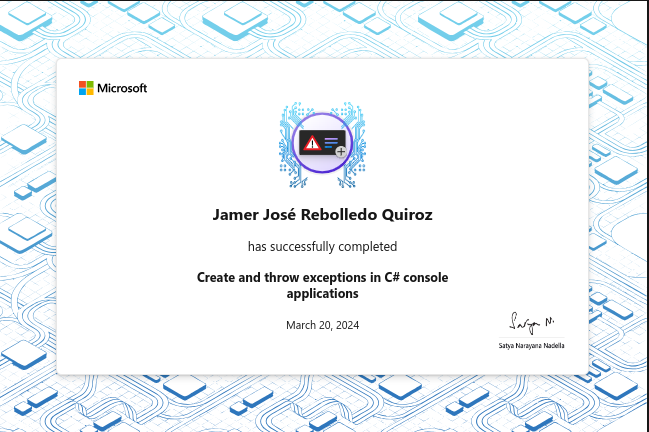 Microsoft
Jamer José Rebolledo Quiroz
has successfully completed
Create and throw exceptions in C# console
applications
March 20, 2024
Satya N.
Satya Narayana Nadella